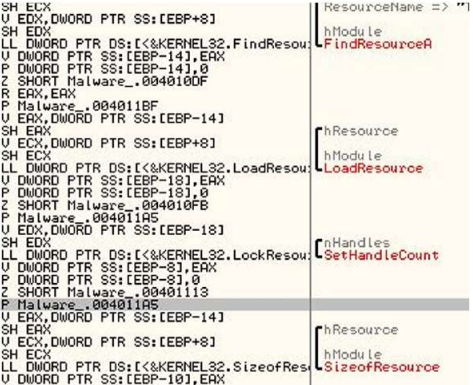 SH ECX ResourceName => "T
V EDX,DWORD PTR SS:[EBP+8]
SH EDX hModule
LL DWORD PTR DS:[<&KERNEL32.FindResou: FindResourceA
V DWORD PTR SS:[EBP-14],EAX
P DWORD PTR SS:[EBP-14],0
Z SHORT Malware_.004010DF
R EAX,EAX
P Malware_.004011BF
V EAX,DWORD PTR SS:[EBP-14]
SH EAX hResource
V ECX,DWORD PTR SS:[EBP+8]
SH ECX hModule
LL DWORD PTR DS:[<&KERNEL32.LoadResou: LoadResource
V DWORD PTR SS:[EBP-18],EAX
P DWORD PTR SS:[EBP-18],0
Z SHORT Malware_.004010FB
P Malware_.004011A5
V EDX,DWORD PTR SS:[EBP-18]
SH EDX nHandles
LL DWORD PTR DS:[<&KERNEL32.LockResou: SetHandleCount
V DWORD PTR SS:[EBP-8],EAX
P DWORD PTR SS:[EBP-8],0
Z SHORT Malware_.00401113
P Malware_.004011A5
V EAX,DWORD PTR SS:[EBP-14]
SH EAX hResource
V ECX,DWORD PTR SS:[EBP+8]
SH ECX hModule
LL DWORD PTR DS:[<&KERNEL32.SizeofRes SizeofResource
V DWORD PTR SS:[EBP-10],EAX